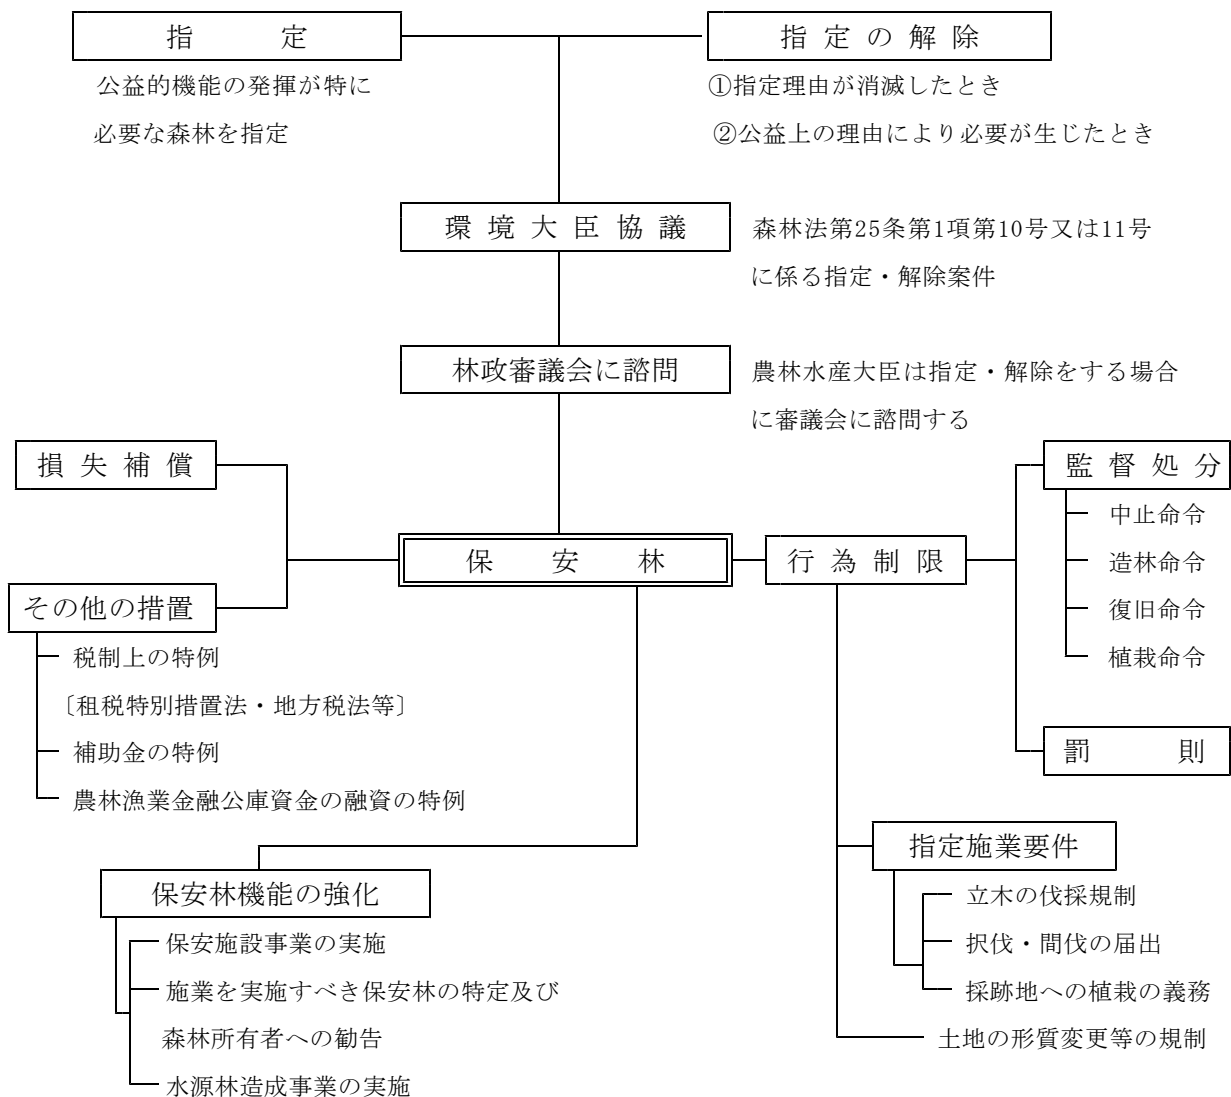 指定
指定の解除
公益的機能の発揮が特に
必要な森林を指定
①指定理由が消滅したとき
②公益上の理由により必要が生じたとき
環境大臣協議
森林法第25条第1項第10号又は11号
に係る指定・解除案件
林政審議会に諮問
農林水産大臣は指定・解除をする場合
に審議会に諮問する
損失補償
監督処分
中止命令
造林命令
復旧命令
植栽命令
保安林
行為制限
その他の措置
税制上の特例
〔租税特別措置法・地方税法等〕
補助金の特例
農林漁業金融公庫資金の融資の特例
罰則
指定施業要件
立木の伐採規制
択伐・間伐の届出
採跡地への植栽の義務
土地の形質変更等の規制
保安林機能の強化
保安施設事業の実施
施業を実施すべき保安林の特定及び
森林所有者への勧告
水源林造成事業の実施